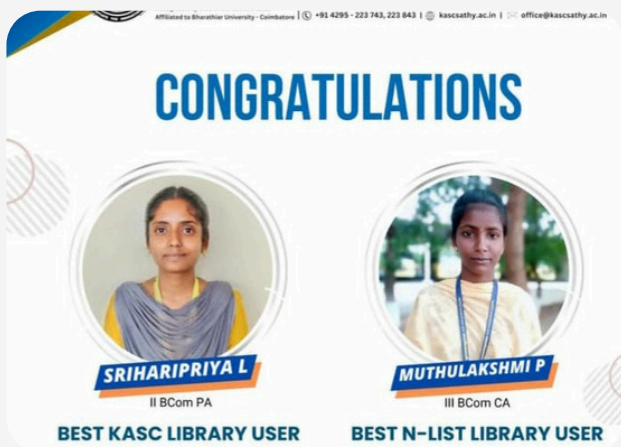 Affiliated to Bharathiar University - Coimbatore | +91 4295 - 223 743, 223 843 | kascsathy.ac.in | office@kascsathy.ac.in
CONGRATULATIONS
SRIHARIPRIYA L
II BCom PA
BEST KASC LIBRARY USER
MUTHULAKSHMI P
III BCom CA
BEST N-LIST LIBRARY USER